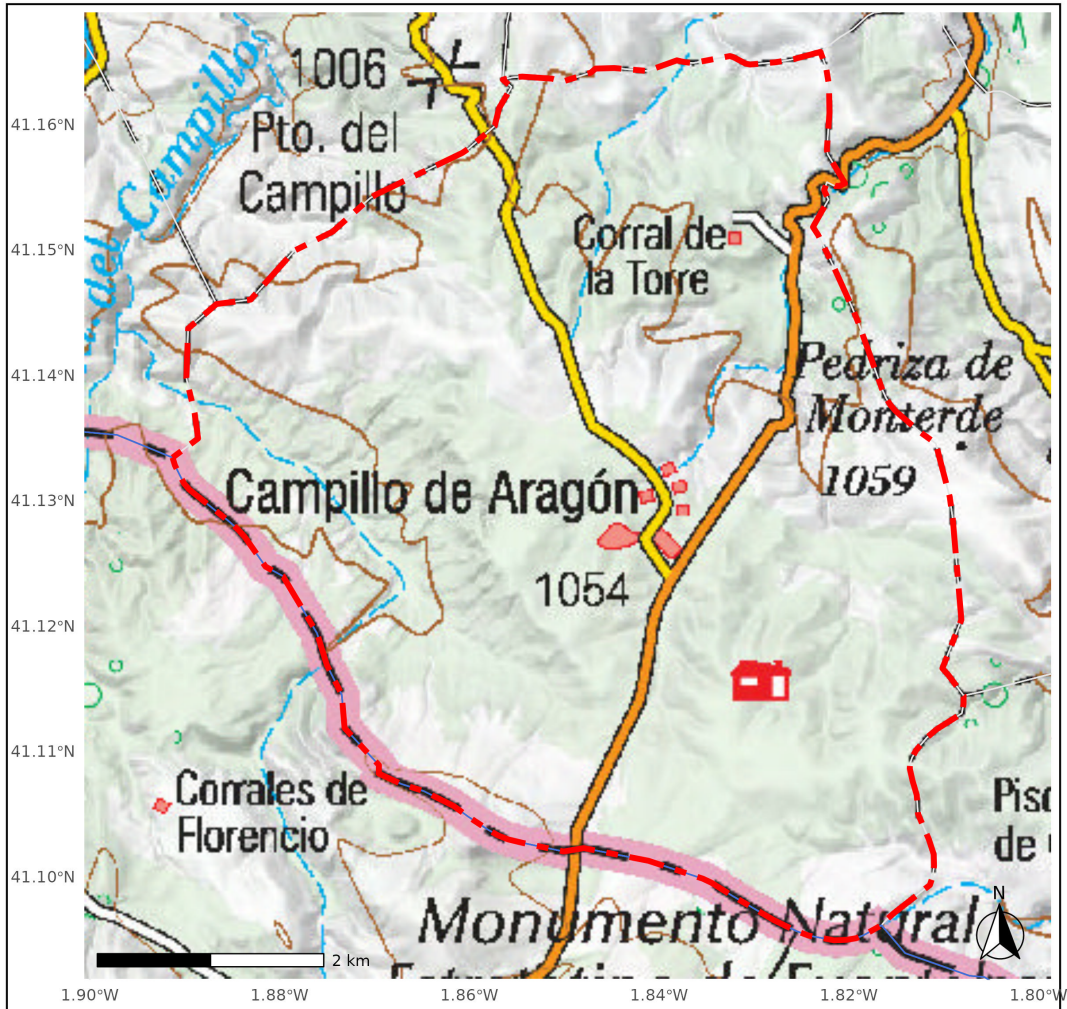 1006
Pto. del
Campillo
del Campillo
Corral de
la Torre
Pedriza de
Monterde
1059
Campillo de Aragón
1054
Corrales de
Florencio
de
Monumento Natural
N
2 km
41.16°N
41.15°N
41.14°N
41.13°N
41.12°N
41.11°N
41.10°N
1.90°W
1.88°W
1.86°W
1.84°W
1.82°W
1.80°W